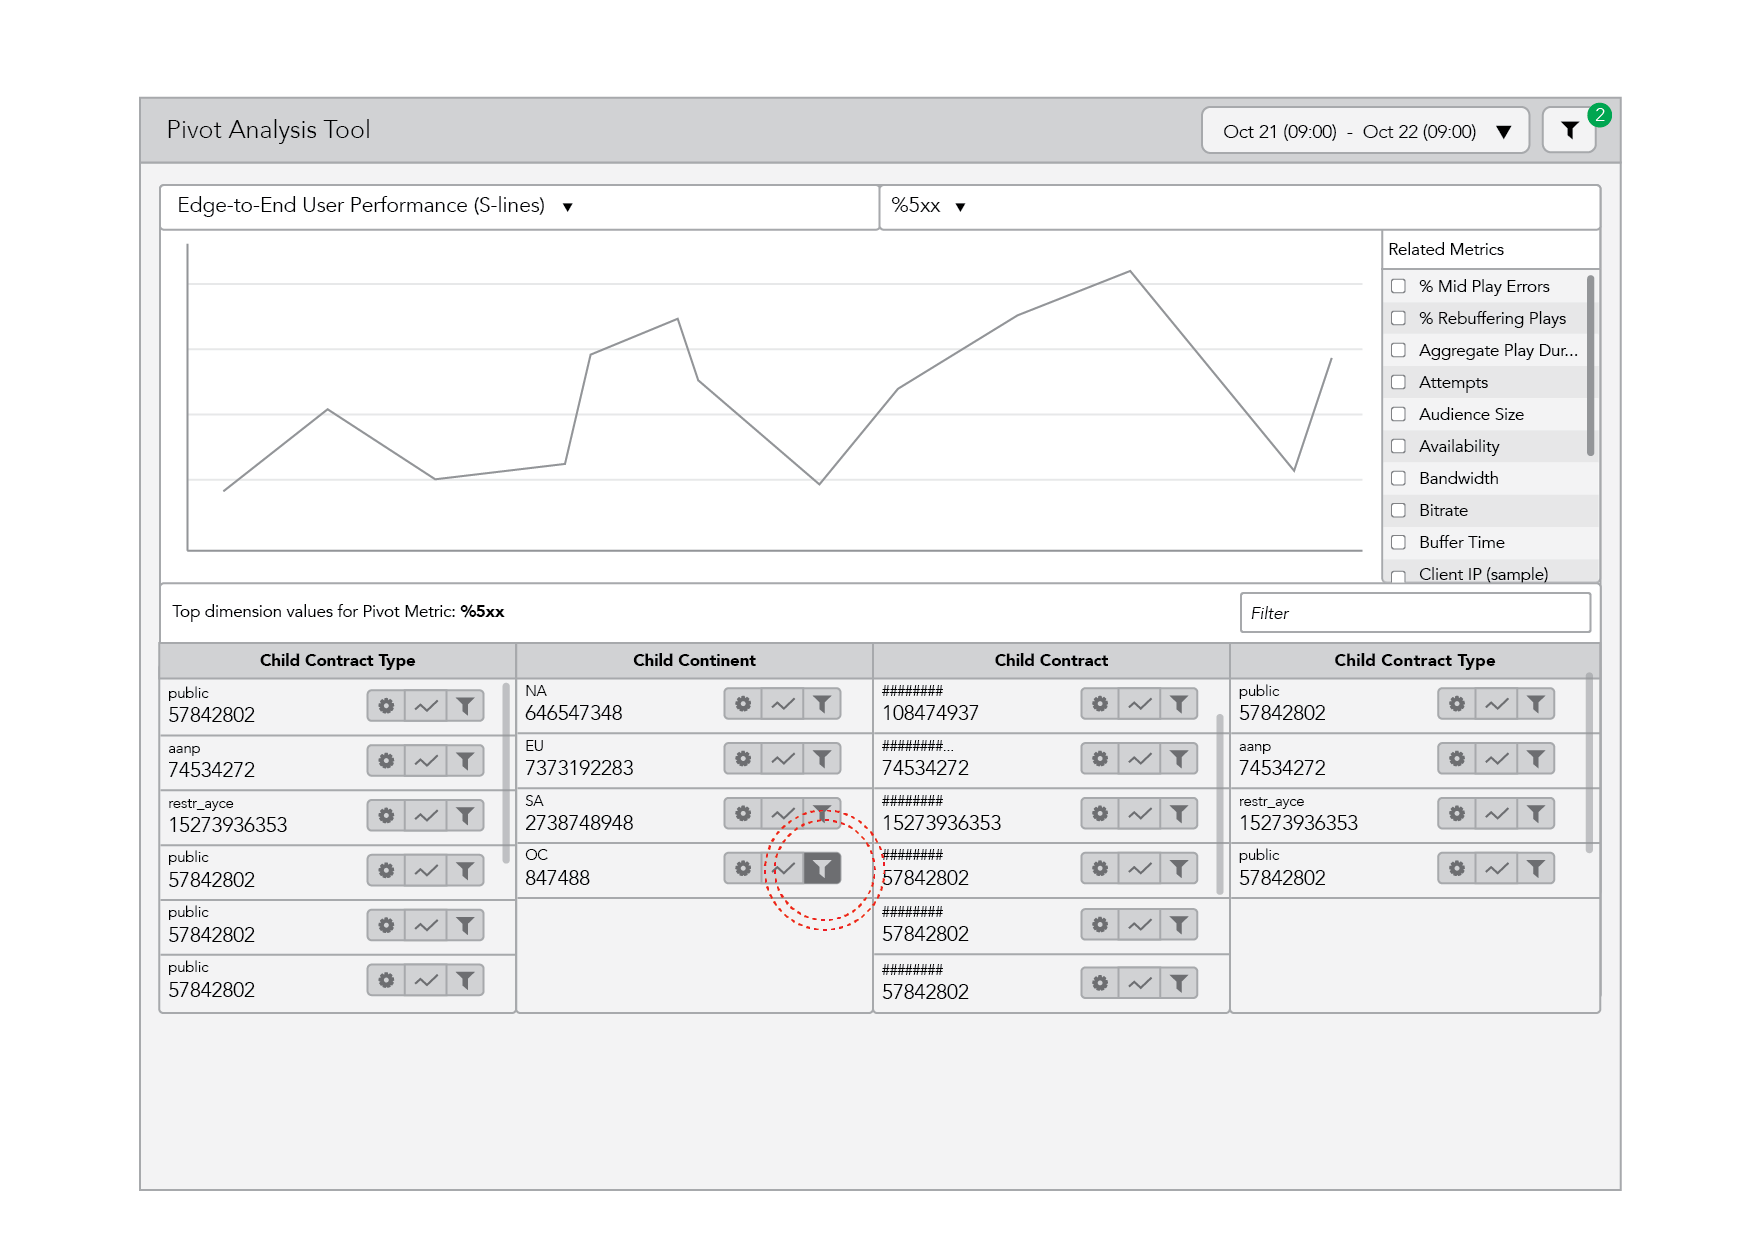 Pivot Analysis Tool
Oct 21 (09:00) - Oct 22 (09:00) ▼
2
Edge-to-End User Performance (S-lines) ▼
%5xx ▼
Related Metrics
% Mid Play Errors
% Rebuffering Plays
Aggregate Play Dur...
Attempts
Audience Size
Availability
Bandwidth
Bitrate
Buffer Time
Client IP (sample)
Top dimension values for Pivot Metric: %5xx
Filter
Child Contract Type
public
57842802
aanp
74534272
restr_ayce
15273936353
public
57842802
public
57842802
public
57842802
Child Continent
NA
646547348
EU
7373192283
SA
2738748948
OC
847488
Child Contract
########
108474937
########...
74534272
########
15273936353
########
57842802
########
57842802
########
57842802
Child Contract Type
public
57842802
aanp
74534272
restr_ayce
15273936353
public
57842802